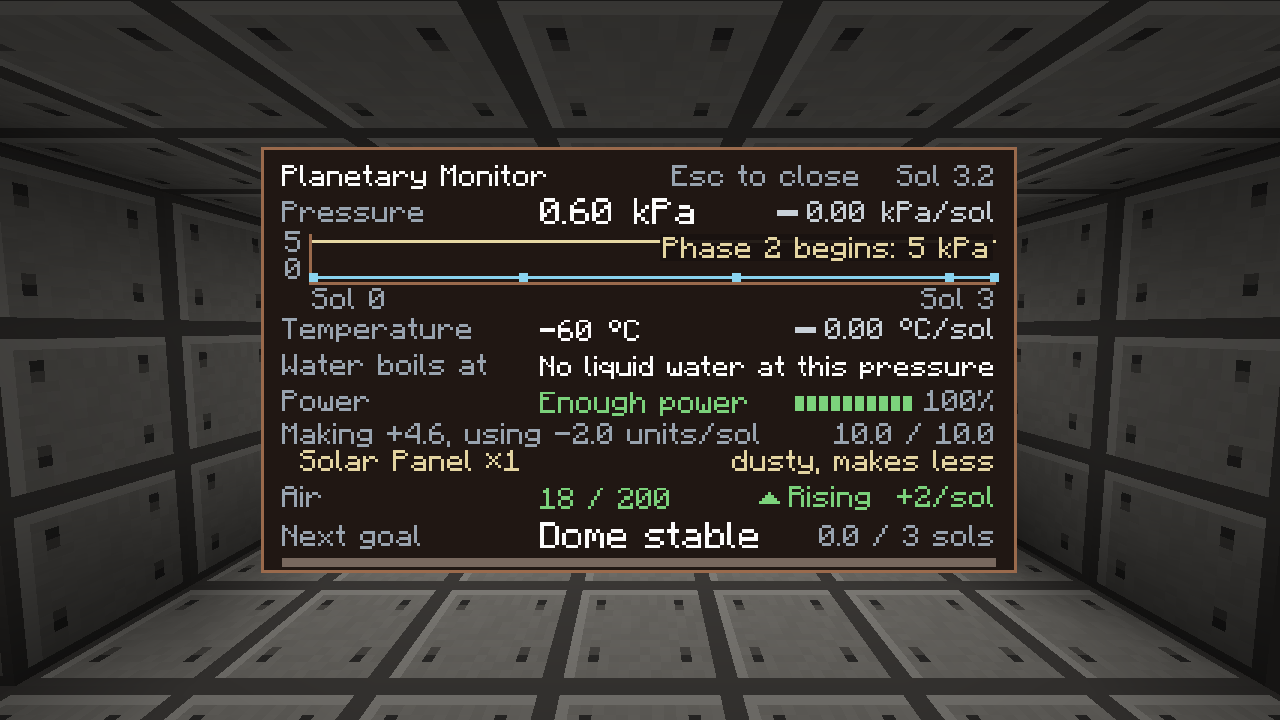 Planetary Monitor Esc to close Sol 3.2
Pressure 0.60 kPa 0.00 kPa/sol
5 Phase 2 begins: 5 kPa
0
Sol 0 Sol 3
Temperature -60 ºC 0.00 ºC/sol
Water boils at No liquid water at this pressure
Power Enough power 100%
Making +4.6, using -2.0 units/sol 10.0 / 10.0
Solar Panel ×1 dusty, makes less
Air 18 / 200 Rising +2/sol
Next goal Dome stable 0.0 / 3 sols